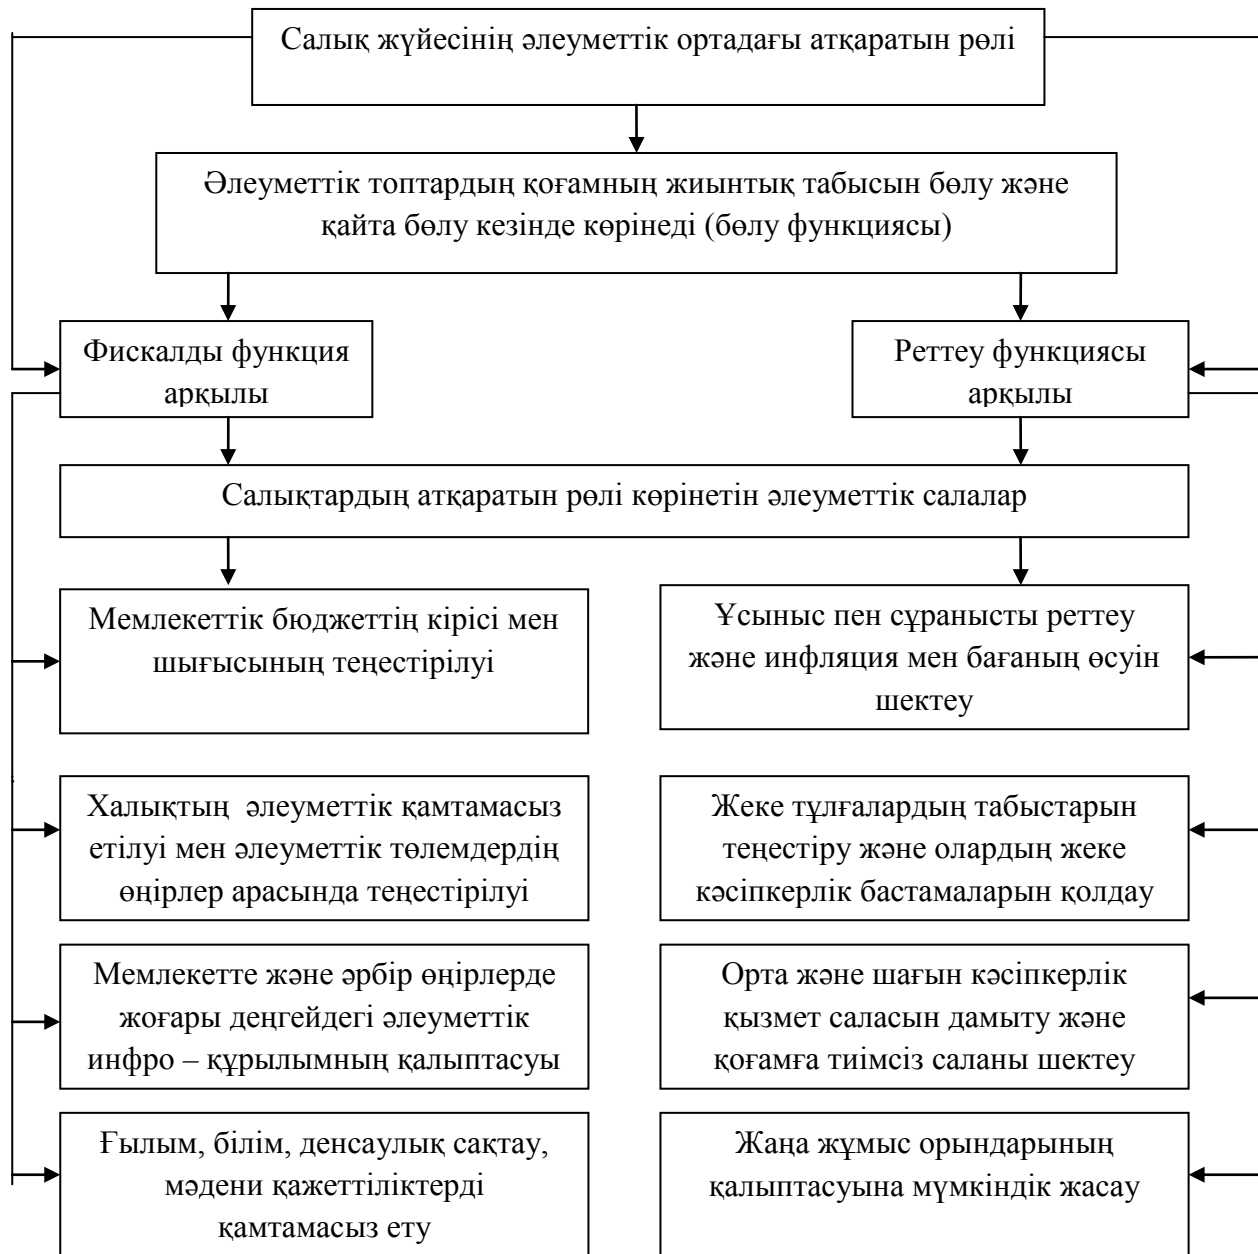 Салық жүйесінің әлеуметтік ортадағы атқаратын рөлі
Әлеуметтік топтардың қоғамның жиынтық табысын бөлу және
қайта бөлу кезінде көрінеді (бөлу функциясы)
Фискалды функция
арқылы
Реттеу функциясы
арқылы
Салықтардың атқаратын рөлі көрінетін әлеуметтік салалар
Мемлекеттік бюджеттің кірісі мен
шығысының теңестірілуі
Ұсыныс пен сұранысты реттеу
және инфляция мен бағаның өсуін
шектеу
Халықтың әлеуметтік қамтамасыз
етілуі мен әлеуметтік төлемдердің
өңірлер арасында теңестірілуі
Жеке тұлғалардың табыстарын
теңестіру және олардың жеке
кәсіпкерлік бастамаларын қолдау
Мемлекетте және әрбір өңірлерде
жоғары деңгейдегі әлеуметтік
инфро – құрылымның қалыптасуы
Орта және шағын кәсіпкерлік
қызмет саласын дамыту және
қоғамға тиімсіз саланы шектеу
Ғылым, білім, денсаулық сақтау,
мәдени қажеттіліктерді
қамтамасыз ету
Жаңа жұмыс орындарының
қалыптасуына мүмкіндік жасау